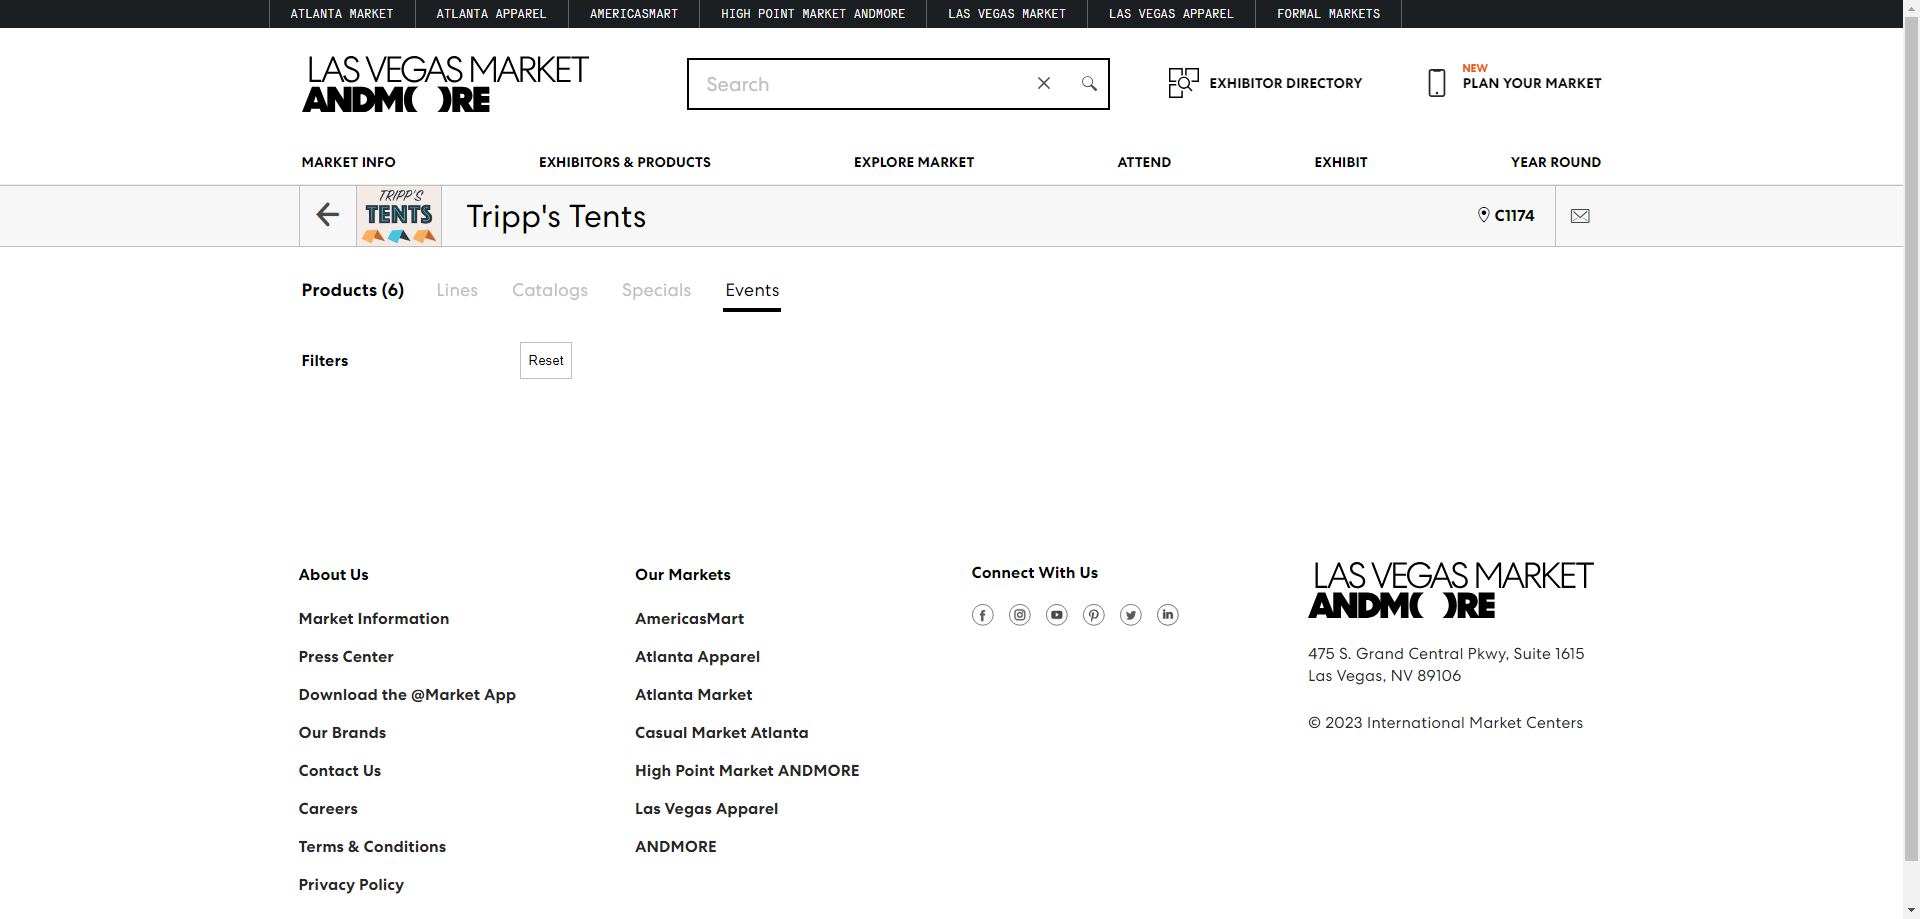 ATLANTA MARKET ATLANTA APPAREL AMERICASMART HIGH POINT MARKET ANDMORE LAS VEGAS MARKET LAS VEGAS APPAREL FORMAL MARKETS
LAS VEGAS MARKET
ANDMORE
Search
EXHIBITOR DIRECTORY
NEW
PLAN YOUR MARKET
MARKET INFO EXHIBITORS & PRODUCTS EXPLORE MARKET ATTEND EXHIBIT YEAR ROUND
TRIPP'S
TENTS
Tripp's Tents
C1174
Products (6) Lines Catalogs Specials Events
Filters Reset
About Us
Market Information
Press Center
Download the @Market App
Our Brands
Contact Us
Careers
Terms & Conditions
Privacy Policy
Our Markets
AmericasMart
Atlanta Apparel
Atlanta Market
Casual Market Atlanta
High Point Market ANDMORE
Las Vegas Apparel
ANDMORE
Connect With Us
LAS VEGAS MARKET
ANDMORE
475 S. Grand Central Pkwy, Suite 1615
Las Vegas, NV 89106
© 2023 International Market Centers